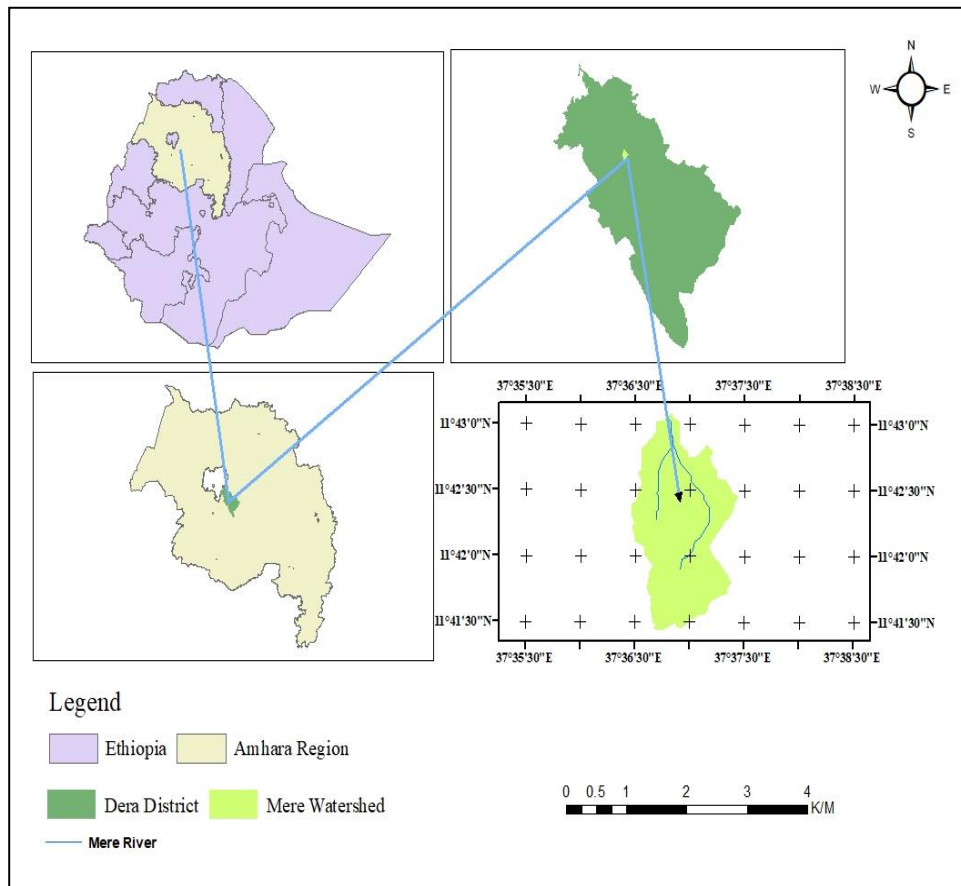 N
W E
S
37°35'30"E 37°36'30"E 37°37'30"E 37°38'30"E
11°43'0"N 11°43'0"N
11°42'30"N 11°42'30"N
11°42'0"N 11°42'0"N
11°41'30"N 11°41'30"N
37°35'30"E 37°36'30"E 37°37'30"E 37°38'30"E
Legend
Ethiopia Amhara Region
Dera District Mere Watershed
Mere River
0 0.5 1 2 3 4
K/M